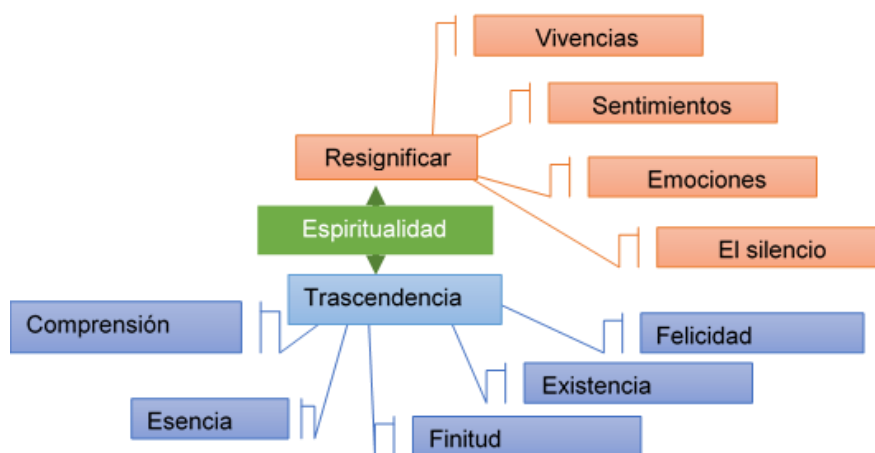 Vivencias
Sentimientos
Resignificar
Emociones
Espiritualidad
El silencio
Trascendencia
Comprensión
Felicidad
Existencia
Esencia
Finitud